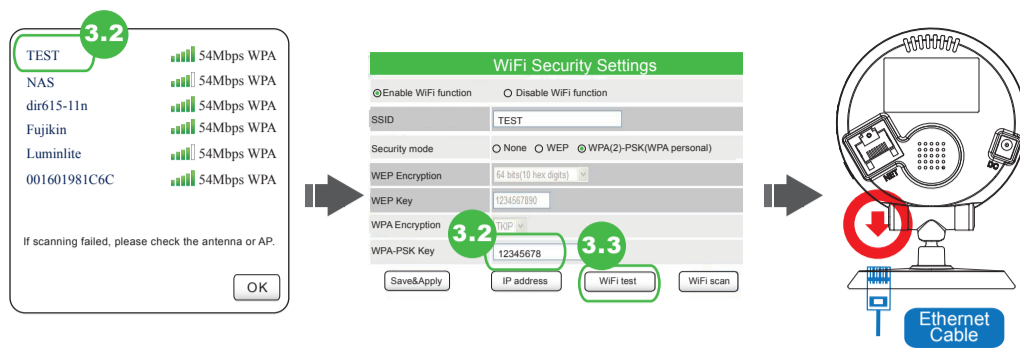 3.2
TEST 54Mbps WPA
NAS 54Mbps WPA
dir615-11n 54Mbps WPA
Fujikin 54Mbps WPA
Luminlite 54Mbps WPA
001601981C6C 54Mbps WPA
If scanning failed, please check the antenna or AP.
OK
WiFi Security Settings
Enable WiFi function Disable WiFi function
SSID TEST
Security mode None WEP WPA(2)-PSK(WPA personal)
WEP Encryption 64 bits(10 hex digits)
WEP Key 1234567890
WPA Encryption TKIP
3.2
3.3
WPA-PSK Key 12345678
Save&Apply IP address WiFi test WiFi scan
NET
DC
Ethernet
Cable